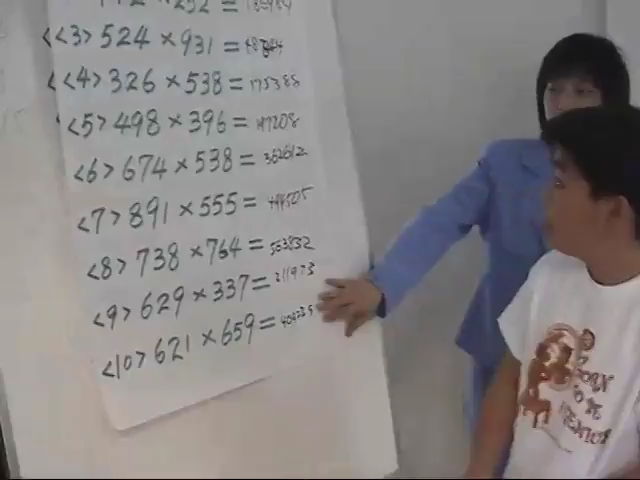 ×252 =
<3> 524 ×931 =
<4> 326 ×538 = 175388
<5> 498 ×396 = 197208
<6> 674 ×538 = 362612
<7> 891 ×555 = 494505
<8> 738 ×764 = 563832
<9> 629 ×337 = 211973
<10> 621 ×659 =